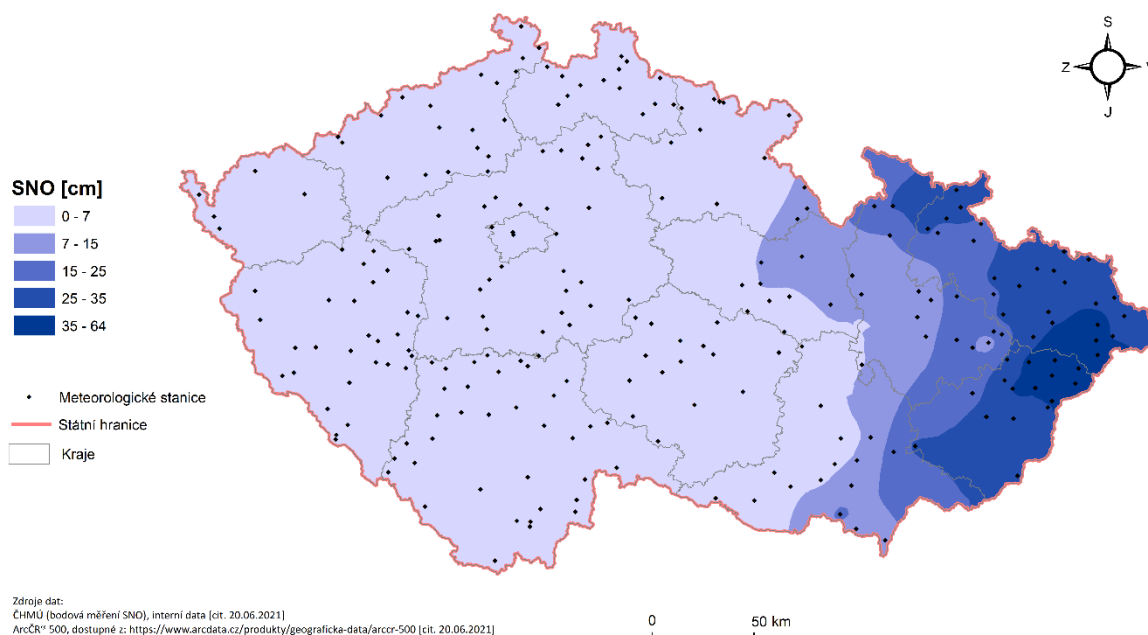 S
Z
V
J
SNO [cm]
0 - 7
7 - 15
15 - 25
25 - 35
35 - 64
Meteorologické stanice
Státní hranice
Kraje
Zdroje dat:
ČHMÚ (bodová měření SNO), interní data [cit. 20.06.2021]
500, dostupné z: https://www.arcdata.cz/produkty/geograficka-data/arccr-500 [cit. 20.06.2021]
0 50 km